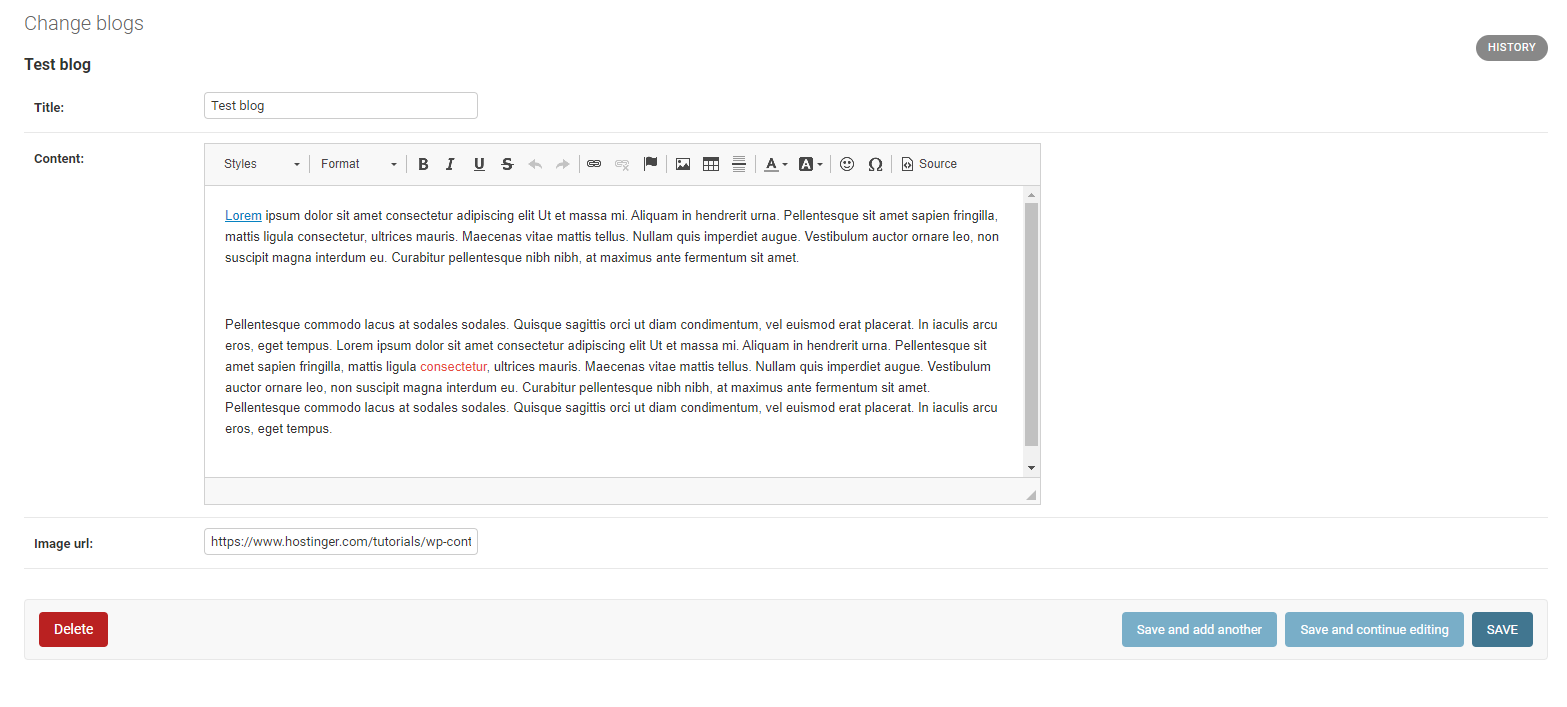 Change blogs
HISTORY
Test blog
Title:
Test blog
Content:
Styles Format B I U S A A Ω Source
Lorem ipsum dolor sit amet consectetur adipiscing elit Ut et massa mi. Aliquam in hendrerit urna. Pellentesque sit amet sapien fringilla,
mattis ligula consectetur, ultrices mauris. Maecenas vitae mattis tellus. Nullam quis imperdiet augue. Vestibulum auctor ornare leo, non
suscipit magna interdum eu. Curabitur pellentesque nibh nibh, at maximus ante fermentum sit amet.
Pellentesque commodo lacus at sodales sodales. Quisque sagittis orci ut diam condimentum, vel euismod erat placerat. In iaculis arcu
eros, eget tempus. Lorem ipsum dolor sit amet consectetur adipiscing elit Ut et massa mi. Aliquam in hendrerit urna. Pellentesque sit
amet sapien fringilla, mattis ligula consectetur, ultrices mauris. Maecenas vitae mattis tellus. Nullam quis imperdiet augue. Vestibulum
auctor ornare leo, non suscipit magna interdum eu. Curabitur pellentesque nibh nibh, at maximus ante fermentum sit amet.
Pellentesque commodo lacus at sodales sodales. Quisque sagittis orci ut diam condimentum, vel euismod erat placerat. In iaculis arcu
eros, eget tempus.
Image url:
https://www.hostinger.com/tutorials/wp-cont
Delete
Save and add another
Save and continue editing
SAVE